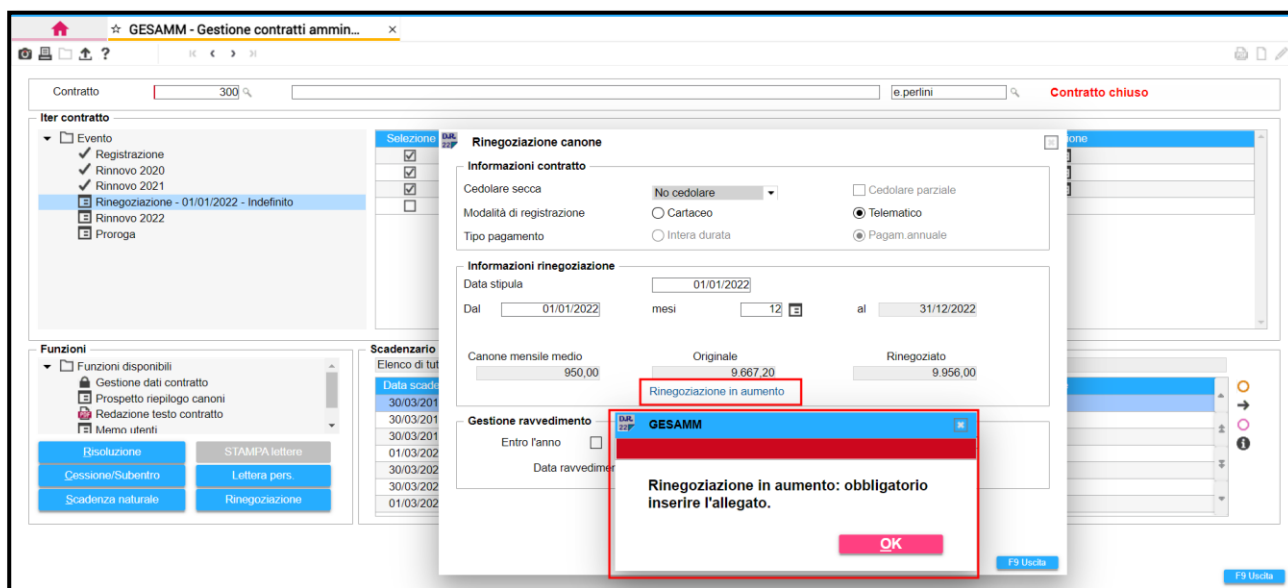 GESAMM - Gestione contratti ammin...
Contratto
300
e.perlini
Contratto chiuso
Iter contratto
Evento
Registrazione
Rinnovo 2020
Rinnovo 2021
Rinegoziazione - 01/01/2022 - Indefinito
Rinnovo 2022
Proroga
Selezione
one
Rinegoziazione canone
Informazioni contratto
Cedolare secca
No cedolare
Cedolare parziale
Modalità di registrazione
Cartaceo
Telematico
Tipo pagamento
Intera durata
Pagam.annuale
Informazioni rinegoziazione
Data stipula
01/01/2022
Dal
01/01/2022
mesi
12
al
31/12/2022
Canone mensile medio
Originale
Rinegoziato
950,00
9.667,20
9.956,00
Rinegoziazione in aumento
Gestione ravvedimento
Entro l'anno
Data ravvedimen
F9 Uscita
GESAMM
Rinegoziazione in aumento: obbligatorio
inserire l'allegato.
OK
Funzioni
Funzioni disponibili
Gestione dati contratto
Prospetto riepilogo canoni
Redazione testo contratto
Memo utenti
Risoluzione
STAMPA lettere
Cessione/Subentro
Lettera pers.
Scadenza naturale
Rinegoziazione
Scadenzario
Elenco di tut
Data scade
30/03/201
30/03/201
30/03/201
01/03/202
30/03/202
30/03/202
01/03/202
F9 Uscita